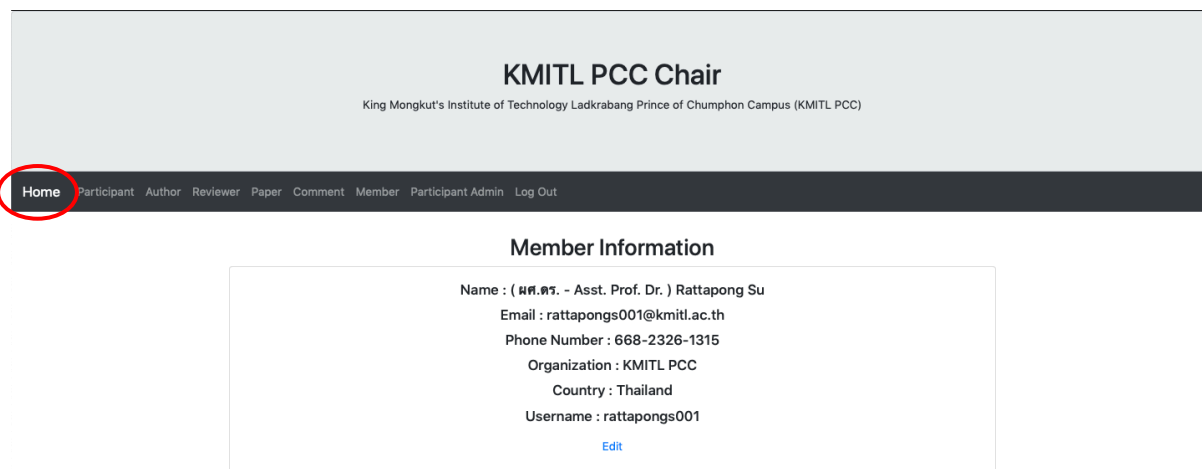 KMITL PCC Chair
King Mongkut's Institute of Technology Ladkrabang Prince of Chumphon Campus (KMITL PCC)
Home Participant Author Reviewer Paper Comment Member Participant Admin Log Out
Member Information
Name : ( ผศ.ดร. - Asst. Prof. Dr. ) Rattapong Su
Email : rattapongs001@kmitl.ac.th
Phone Number : 668-2326-1315
Organization : KMITL PCC
Country : Thailand
Username : rattapongs001
Edit